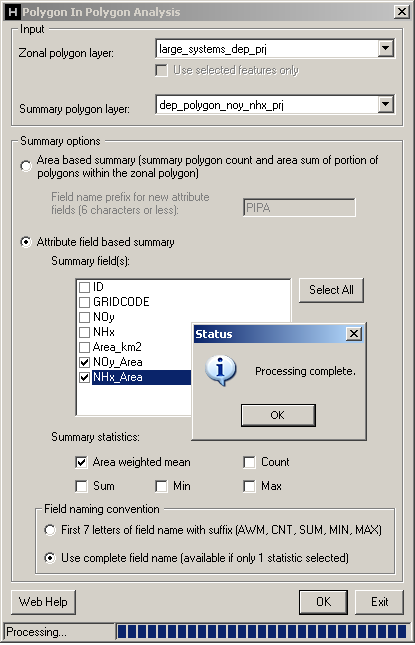 H Polygon In Polygon Analysis
Input
Zonal polygon layer:
large_systems_dep_prj
Use selected features only
Summary polygon layer:
dep_polygon_noy_nhx_prj
Summary options
Area based summary (summary polygon count and area sum of portion of
polygons within the zonal polygon)
Field name prefix for new attribute
fields (6 characters or less):
PIPA
Attribute field based summary
Summary field(s):
ID
GRIDCODE
NOy
NHx
Area_km2
NOy_Area
NHx_Area
Select All
Status
Processing complete.
OK
Summary statistics:
Area weighted mean
Count
Sum
Min
Max
Field naming convention
First 7 letters of field name with suffix (AWM, CNT, SUM, MIN, MAX)
Use complete field name (available if only 1 statistic selected)
Web Help
OK
Exit
Processing...